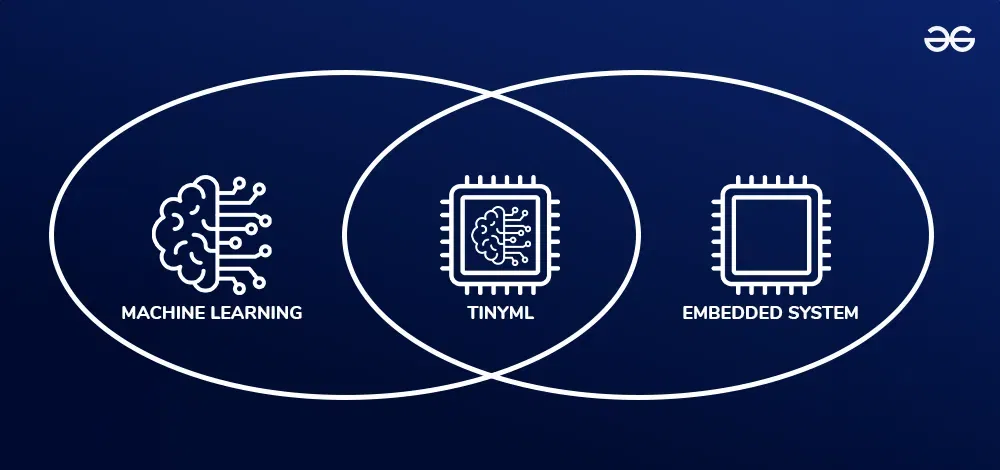 MACHINE LEARNING
TINYML
EMBEDDED SYSTEM